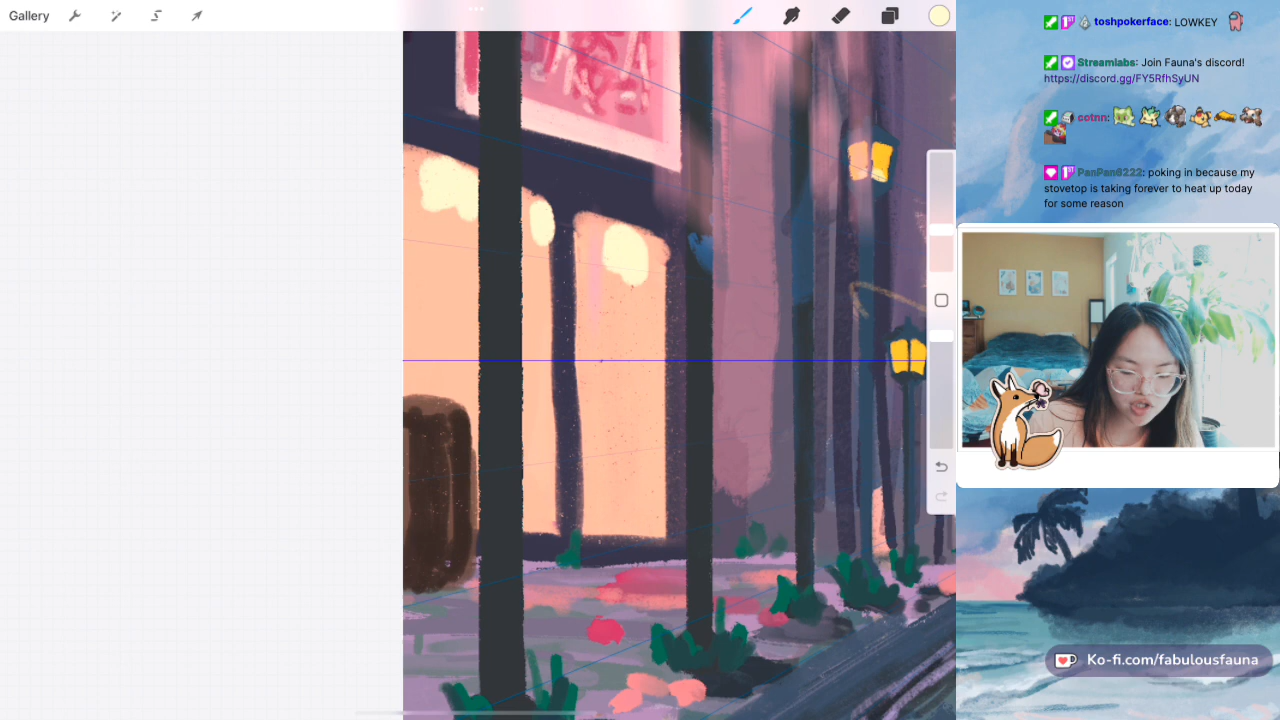 Gallery
toshpokerface: LOWKEY
Streamlabs: Join Fauna's discord!
https://discord.gg/FY5RfhSyUN
cotnn:
PanPan6222: poking in because my
stovetop is taking forever to heat up today
for some reason
Ko-fi.com/fabulousfauna